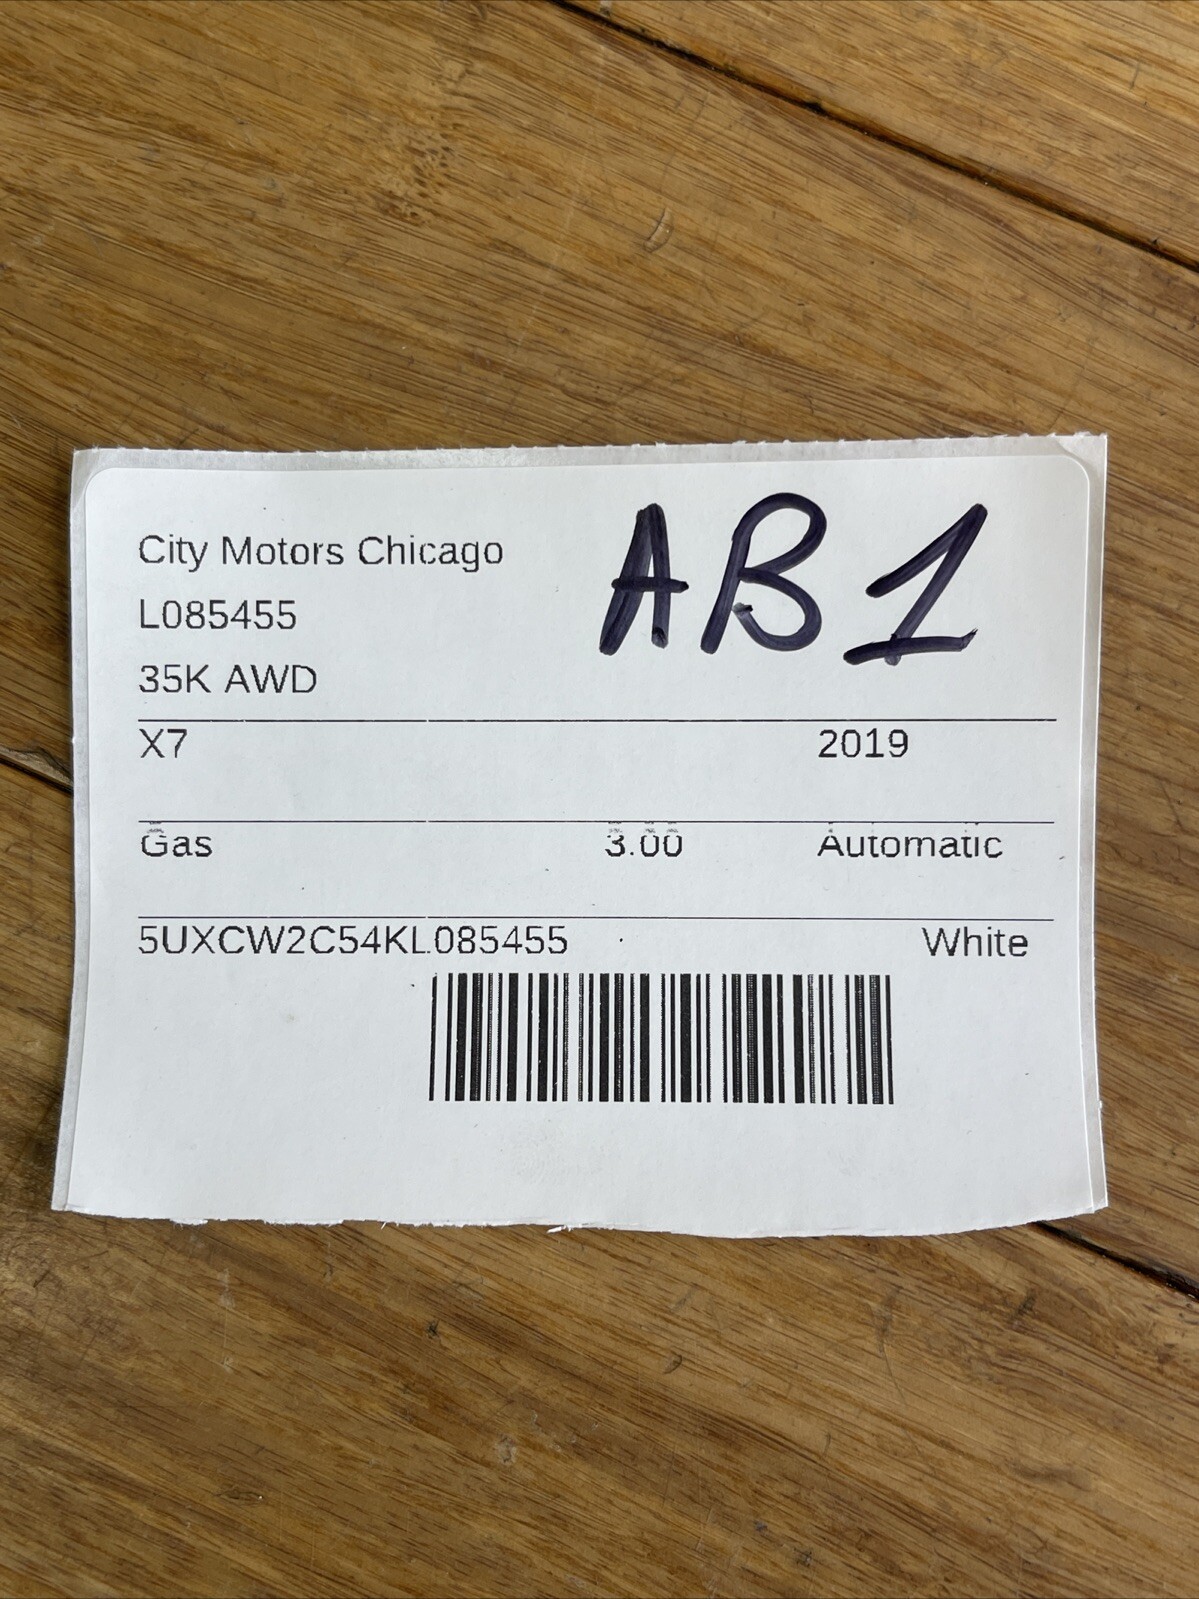 City Motors Chicago
AB1
L085455
35K AWD
X7 2019
Gas 3.00 Automatic
5UXCW2C54KL085455 White